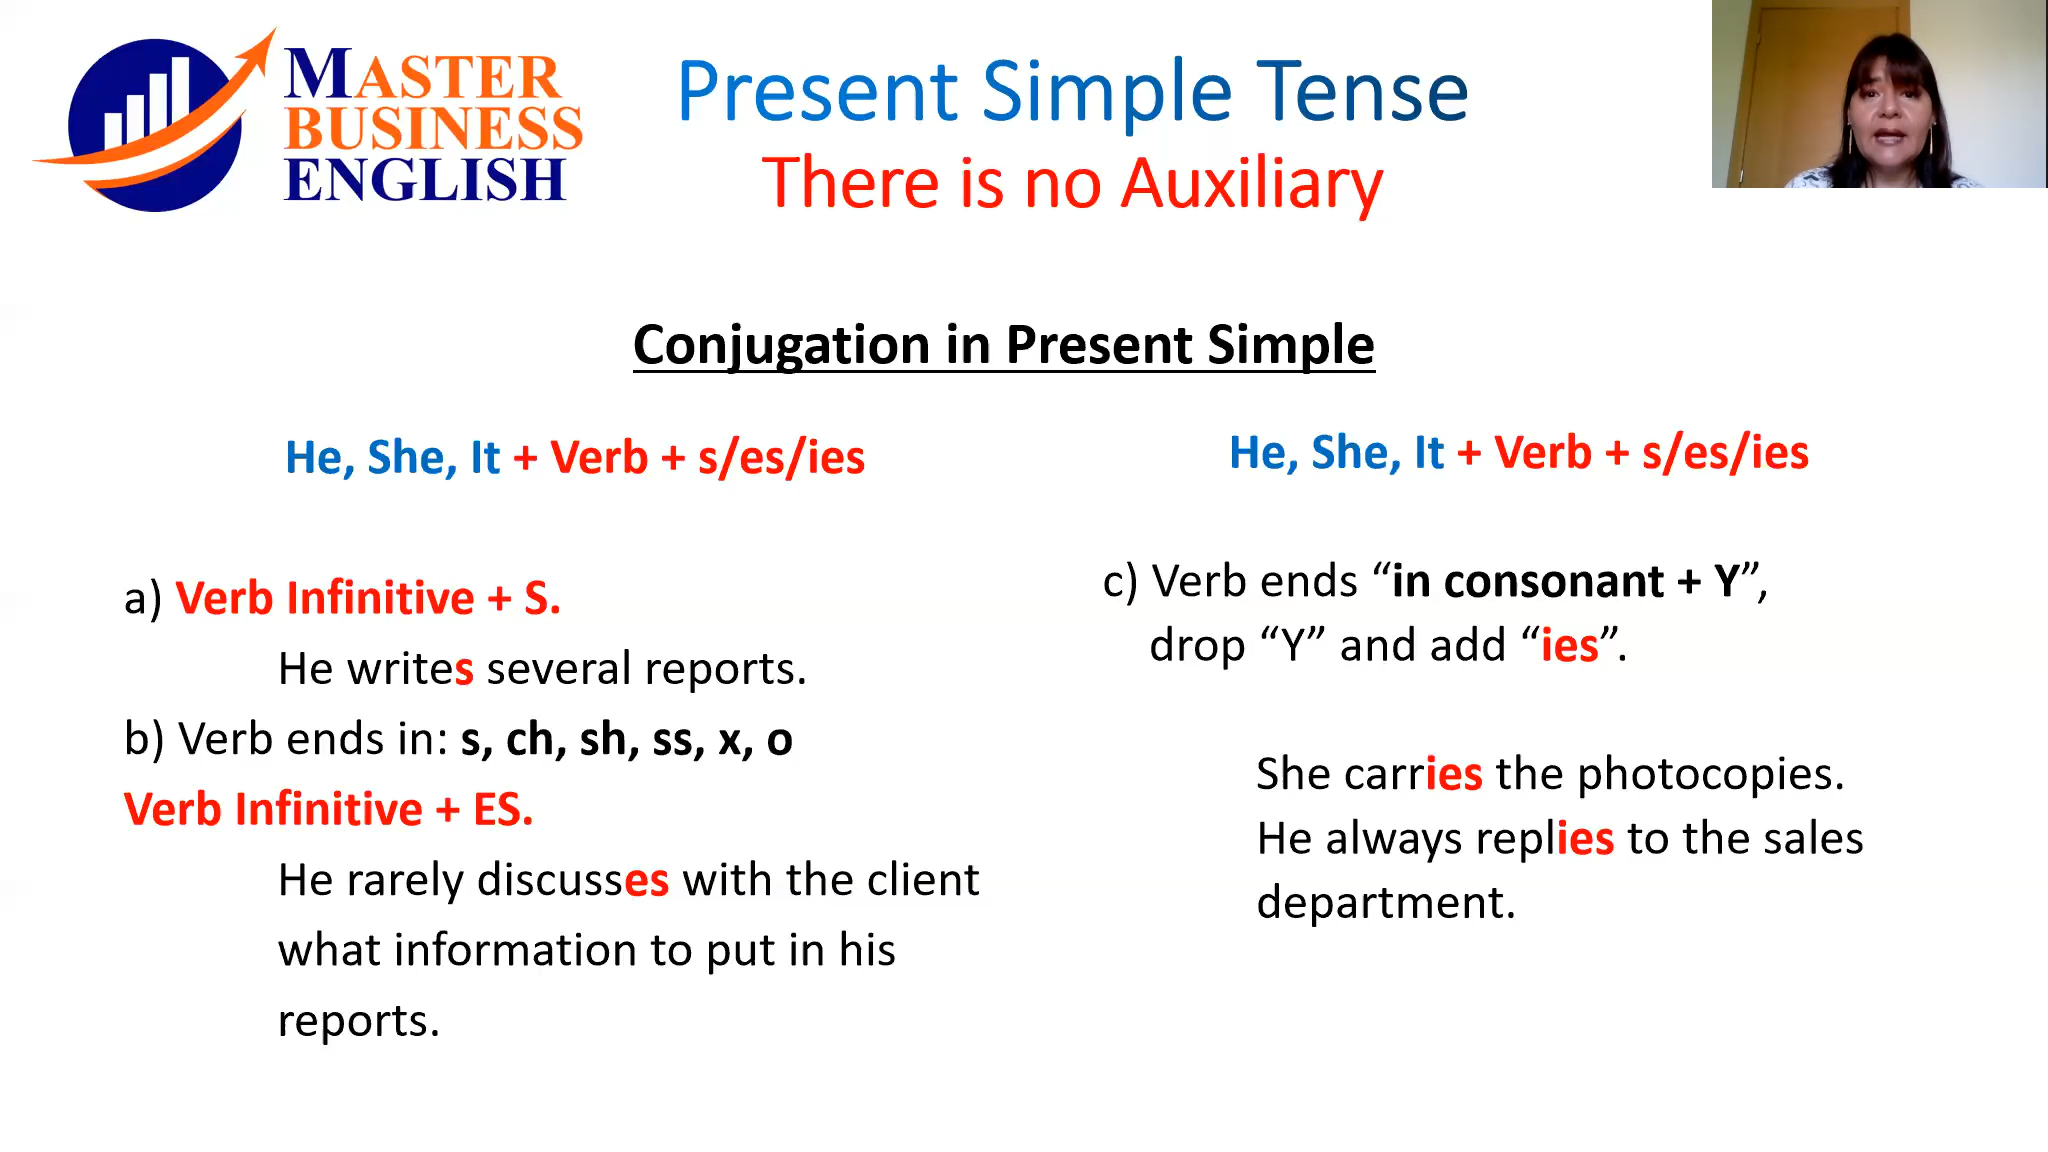 MASTER
BUSINESS
ENGLISH
Present Simple Tense
There is no Auxiliary
Conjugation in Present Simple
He, She, It + Verb + s/es/ies
a) Verb Infinitive + S.
He writes several reports.
b) Verb ends in: s, ch, sh, ss, x, o
Verb Infinitive + ES.
He rarely discusses with the client
what information to put in his
reports.
He, She, It + Verb + s/es/ies
c) Verb ends “in consonant + Y”,
drop “Y” and add “ies”.
She carries the photocopies.
He always replies to the sales
department.